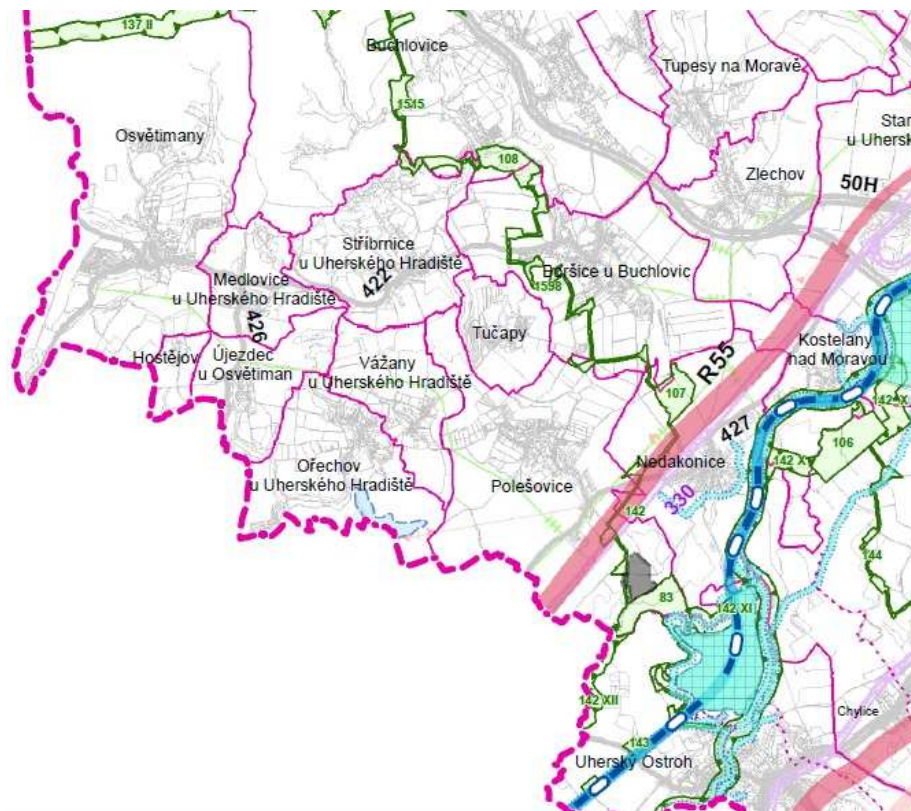 137 II
Buchlovice
Tupesy na Moravě
1515
Osvětimany
108
Zlechov
50H
Stříbrnice
u Uherského Hradiště
422
Medlovice
u Uherského Hradiště
426
Boršice u Buchlovic
1598
Tučapy
Hostějov
Újezdec
u Osvětiman
Vážany
u Uherského Hradiště
R55
Kostelany
nad Moravou
107
427
106
142 X
Nedakonice
330
142
Ořechov
u Uherského Hradiště
Polešovice
144
83
142 XI
142 XII
143
Chylice
Uherský Ostroh